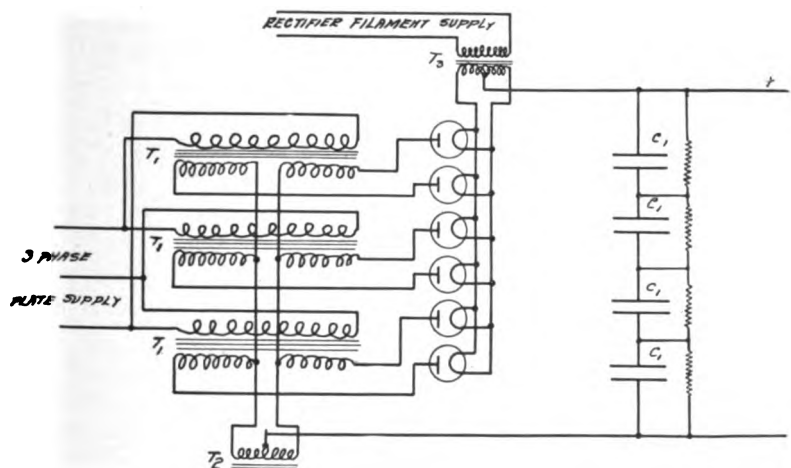 RECTIFIER FILAMENT SUPPLY
T3
+
T1
C1
C1
T1
3 PHASE
PLATE SUPPLY
C1
T1
C1
T2